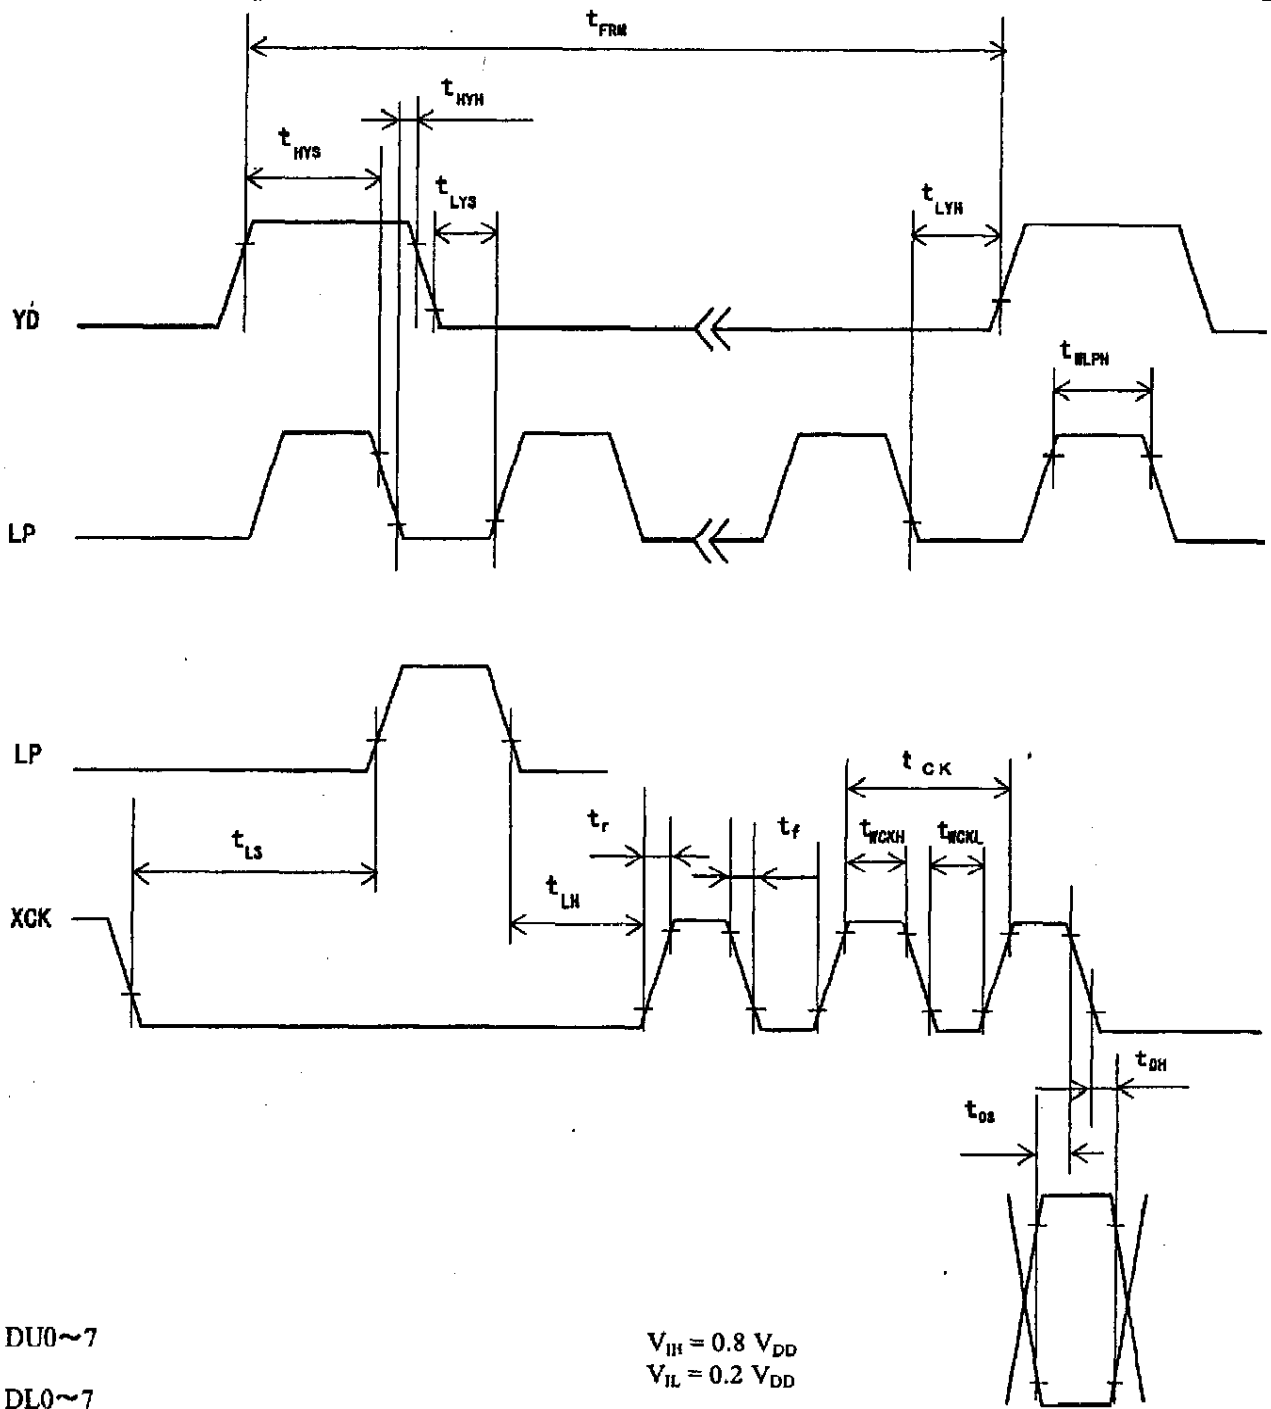 tFRM
tHYH
tHYS
tLYS
tLYH
YD
tWLPH
LP
LP
tCK
tr
tf
tWCKH
tWCKL
tLS
tLH
XCK
tDH
tDS
DU0~7
VIH = 0.8 VDD
VIL = 0.2 VDD
DL0~7